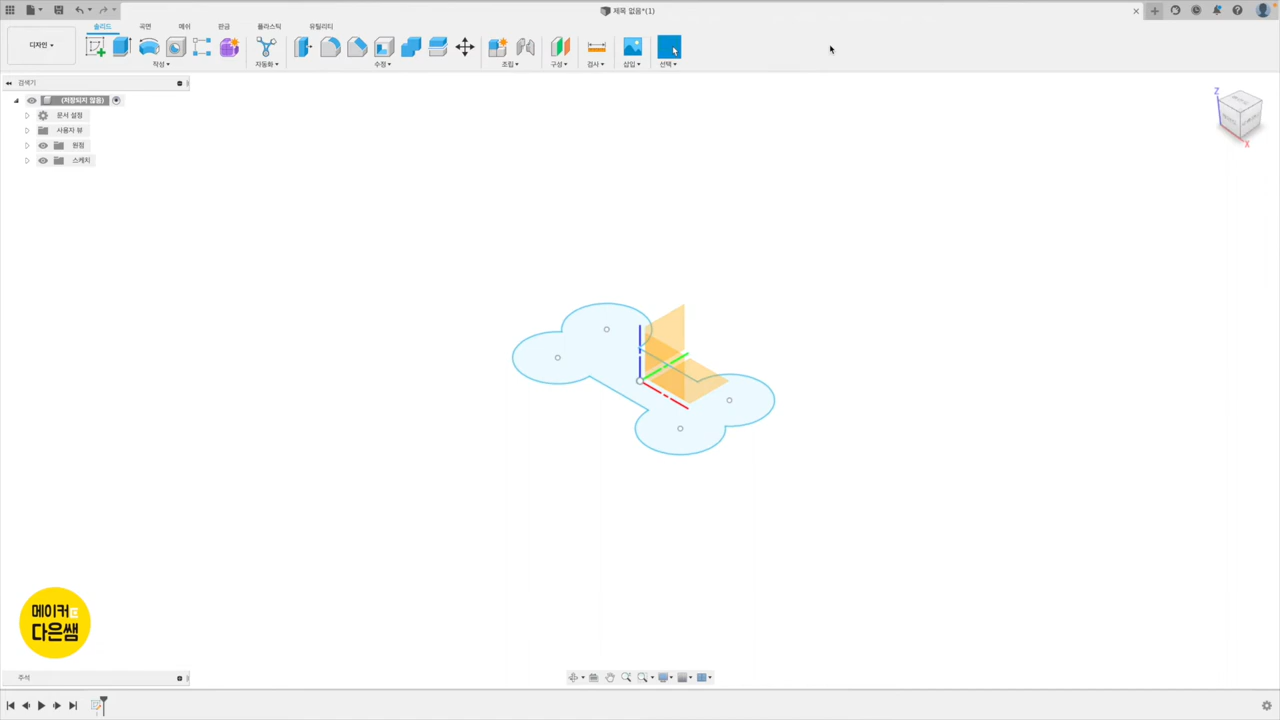 제목 없음*(1)
솔리드 곡면 메쉬 판금 플라스틱 유틸리티
디자인
작성 자동화 수정 조립 구성 검사 삽입 선택
검색기
(저장되지 않음)
문서 설정
사용자 뷰
원점
스케치
Z
X
메이커
다은쌤
주석